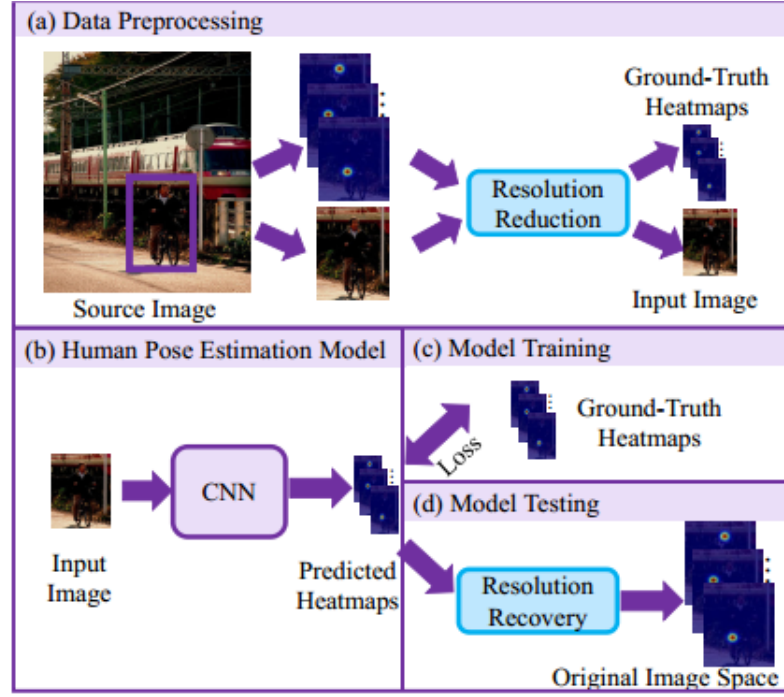 (a) Data Preprocessing
Ground-Truth
Heatmaps
Resolution
Reduction
Source Image
Input Image
(b) Human Pose Estimation Model
CNN
Input
Image
Predicted
Heatmaps
(c) Model Training
Loss
Ground-Truth
Heatmaps
(d) Model Testing
Resolution
Recovery
Original Image Space